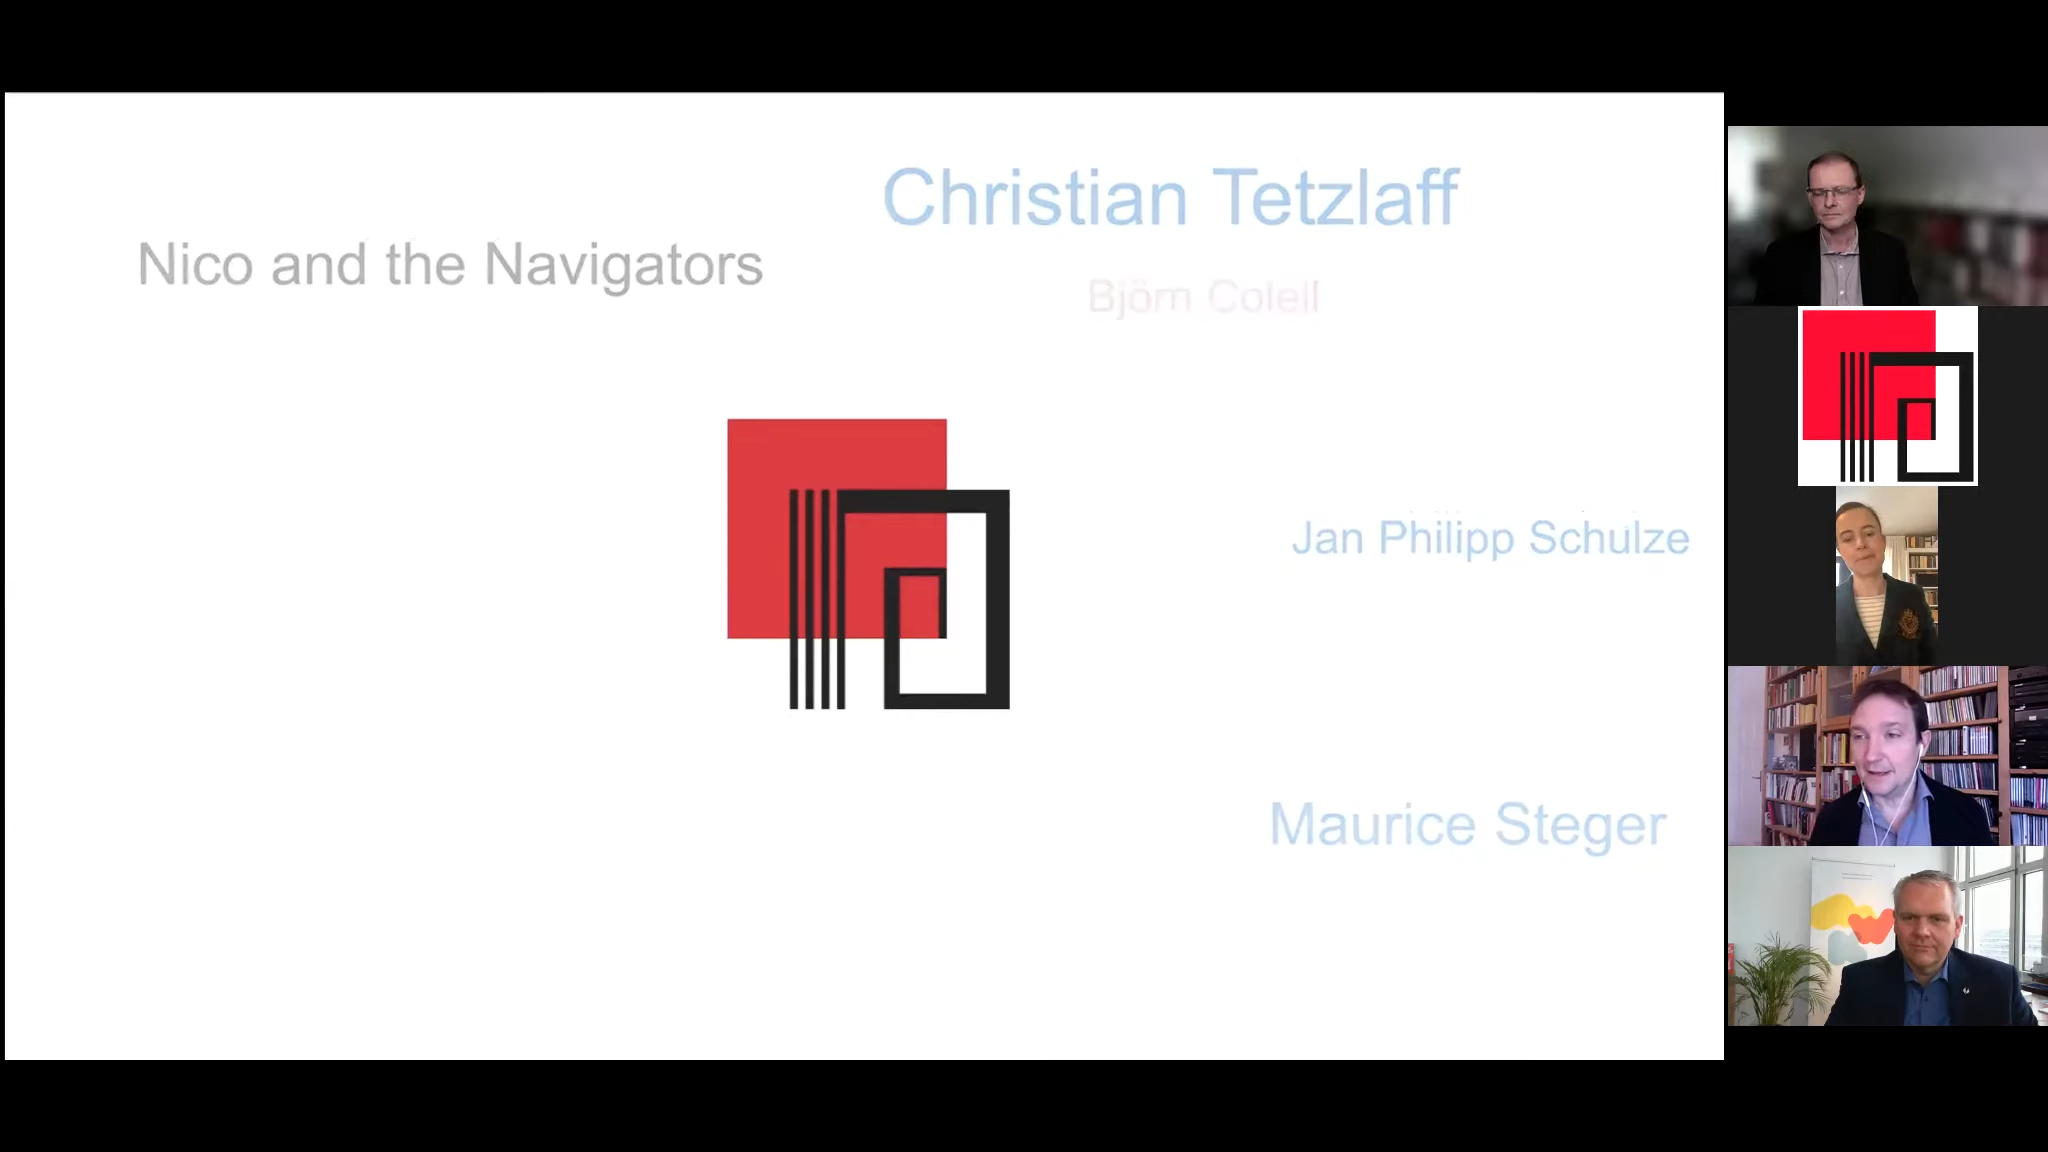 Christian Tetzlaff
Nico and the Navigators
Björn Colell
Jan Philipp Schulze
Maurice Steger